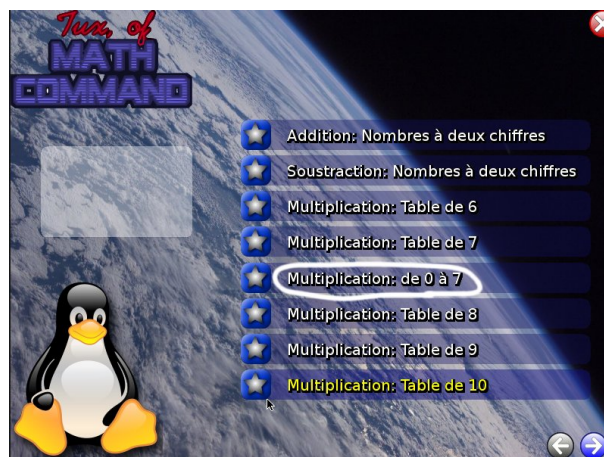 Tux, of
MATH
COMMAND
Addition: Nombres à deux chiffres
Soustraction: Nombres à deux chiffres
Multiplication: Table de 6
Multiplication: Table de 7
Multiplication: de 0 à 7
Multiplication: Table de 8
Multiplication: Table de 9
Multiplication: Table de 10